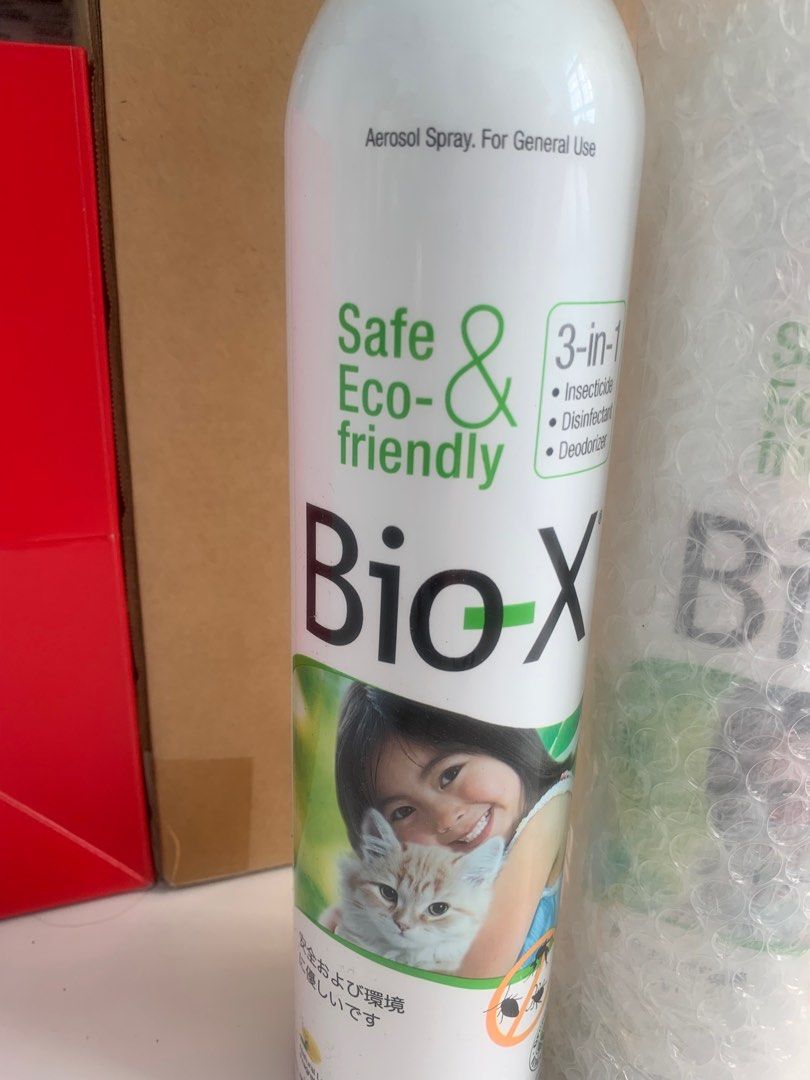 Aerosol Spray. For General Use
Safe &
Eco-
friendly
3-in-1
• Insecticide
• Disinfectant
• Deodorizer
Bio-X
安全および環境
に優しいです
Bi